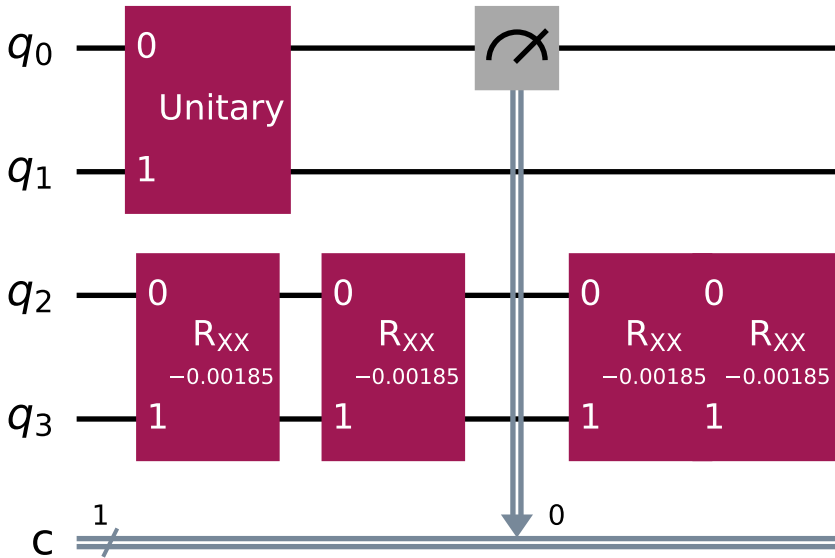 q0 0
Unitary
q1 1
q2 0 0 0 0
RXX RXX RXX RXX
−0.00185 −0.00185 −0.00185 −0.00185
q3 1 1 1 1
1 0
c